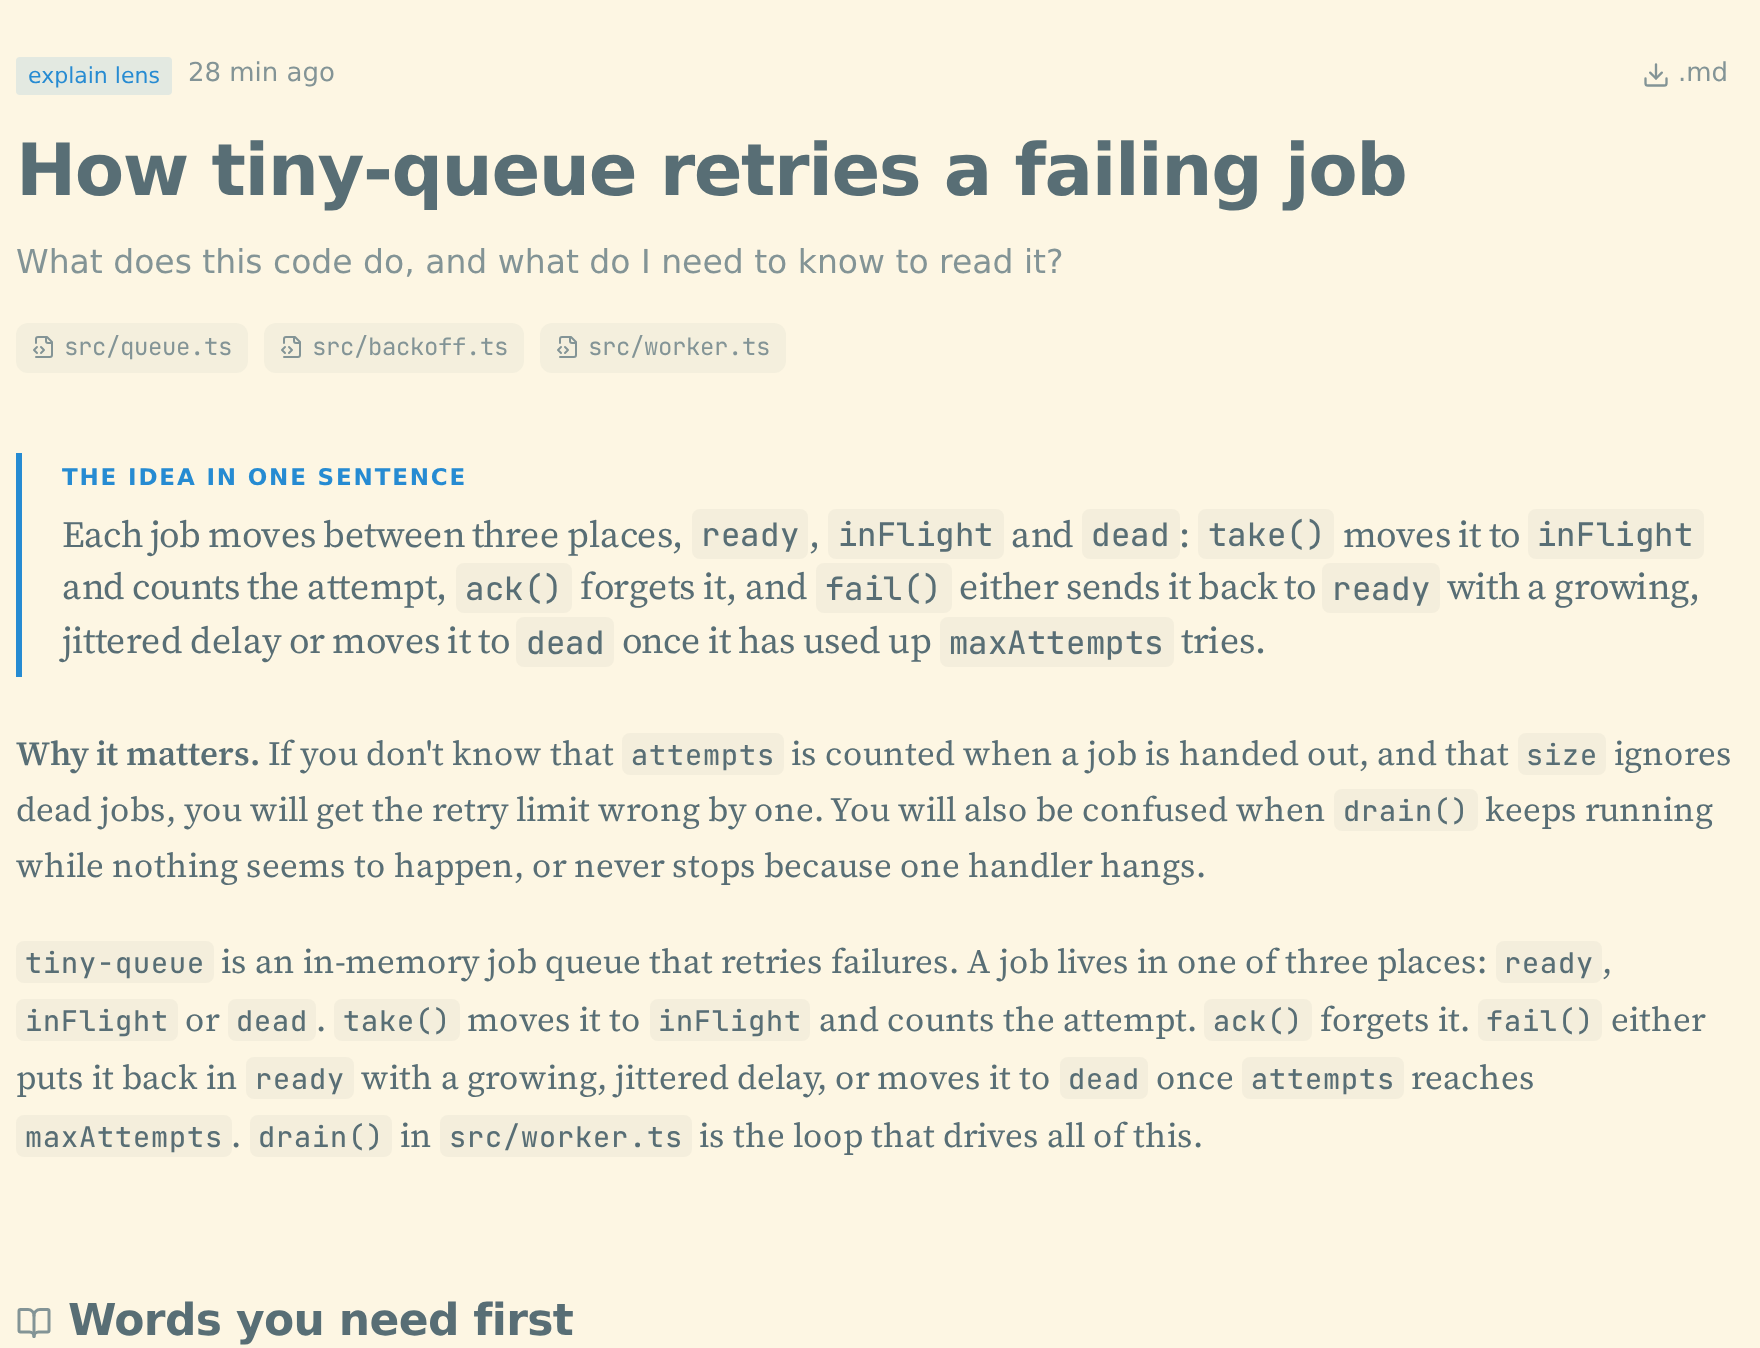 explain lens 28 min ago .md
How tiny-queue retries a failing job
What does this code do, and what do I need to know to read it?
src/queue.ts src/backoff.ts src/worker.ts
THE IDEA IN ONE SENTENCE
Each job moves between three places, ready, inFlight and dead: take() moves it to inFlight
and counts the attempt, ack() forgets it, and fail() either sends it back to ready with a growing,
jittered delay or moves it to dead once it has used up maxAttempts tries.
Why it matters. If you don't know that attempts is counted when a job is handed out, and that size ignores
dead jobs, you will get the retry limit wrong by one. You will also be confused when drain() keeps running
while nothing seems to happen, or never stops because one handler hangs.
tiny-queue is an in-memory job queue that retries failures. A job lives in one of three places: ready,
inFlight or dead. take() moves it to inFlight and counts the attempt. ack() forgets it. fail() either
puts it back in ready with a growing, jittered delay, or moves it to dead once attempts reaches
maxAttempts. drain() in src/worker.ts is the loop that drives all of this.
Words you need first